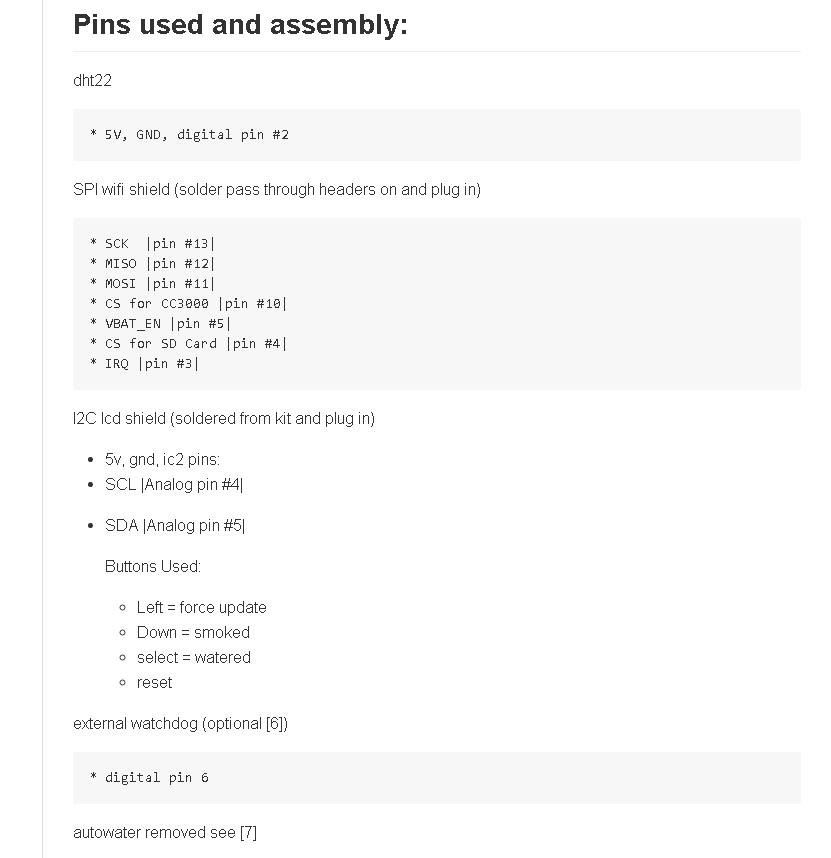 Pins used and assembly:
dht22
* 5V, GND, digital pin #2
SPI wifi shield (solder pass through headers on and plug in)
* SCK  |pin #13|
* MISO |pin #12|
* MOSI |pin #11|
* CS for CC3000 |pin #10|
* VBAT_EN |pin #5|
* CS for SD Card |pin #4|
* IRQ |pin #3|
I2C lcd shield (soldered from kit and plug in)
• 5v, gnd, ic2 pins:
• SCL |Analog pin #4|
• SDA |Analog pin #5|
Buttons Used:
◦ Left = force update
◦ Down = smoked
◦ select = watered
◦ reset
external watchdog (optional [6])
* digital pin 6
autowater removed see [7]